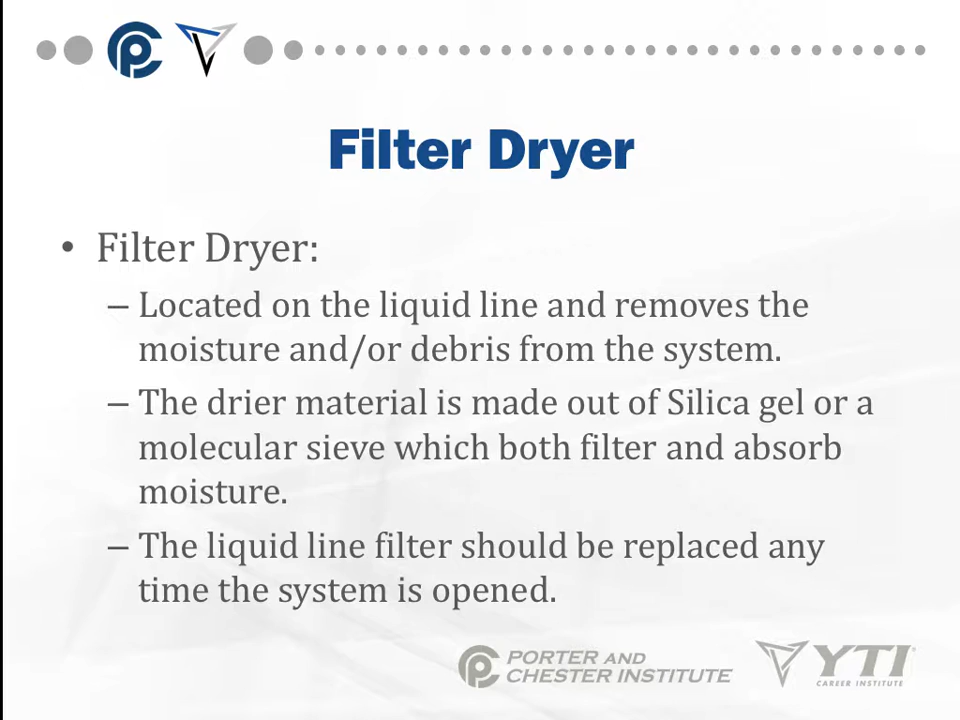 Filter Dryer
• Filter Dryer:
– Located on the liquid line and removes the
moisture and/or debris from the system.
– The drier material is made out of Silica gel or a
molecular sieve which both filter and absorb
moisture.
– The liquid line filter should be replaced any
time the system is opened.
PORTER AND
CHESTER INSTITUTE
YTI
CAREER INSTITUTE